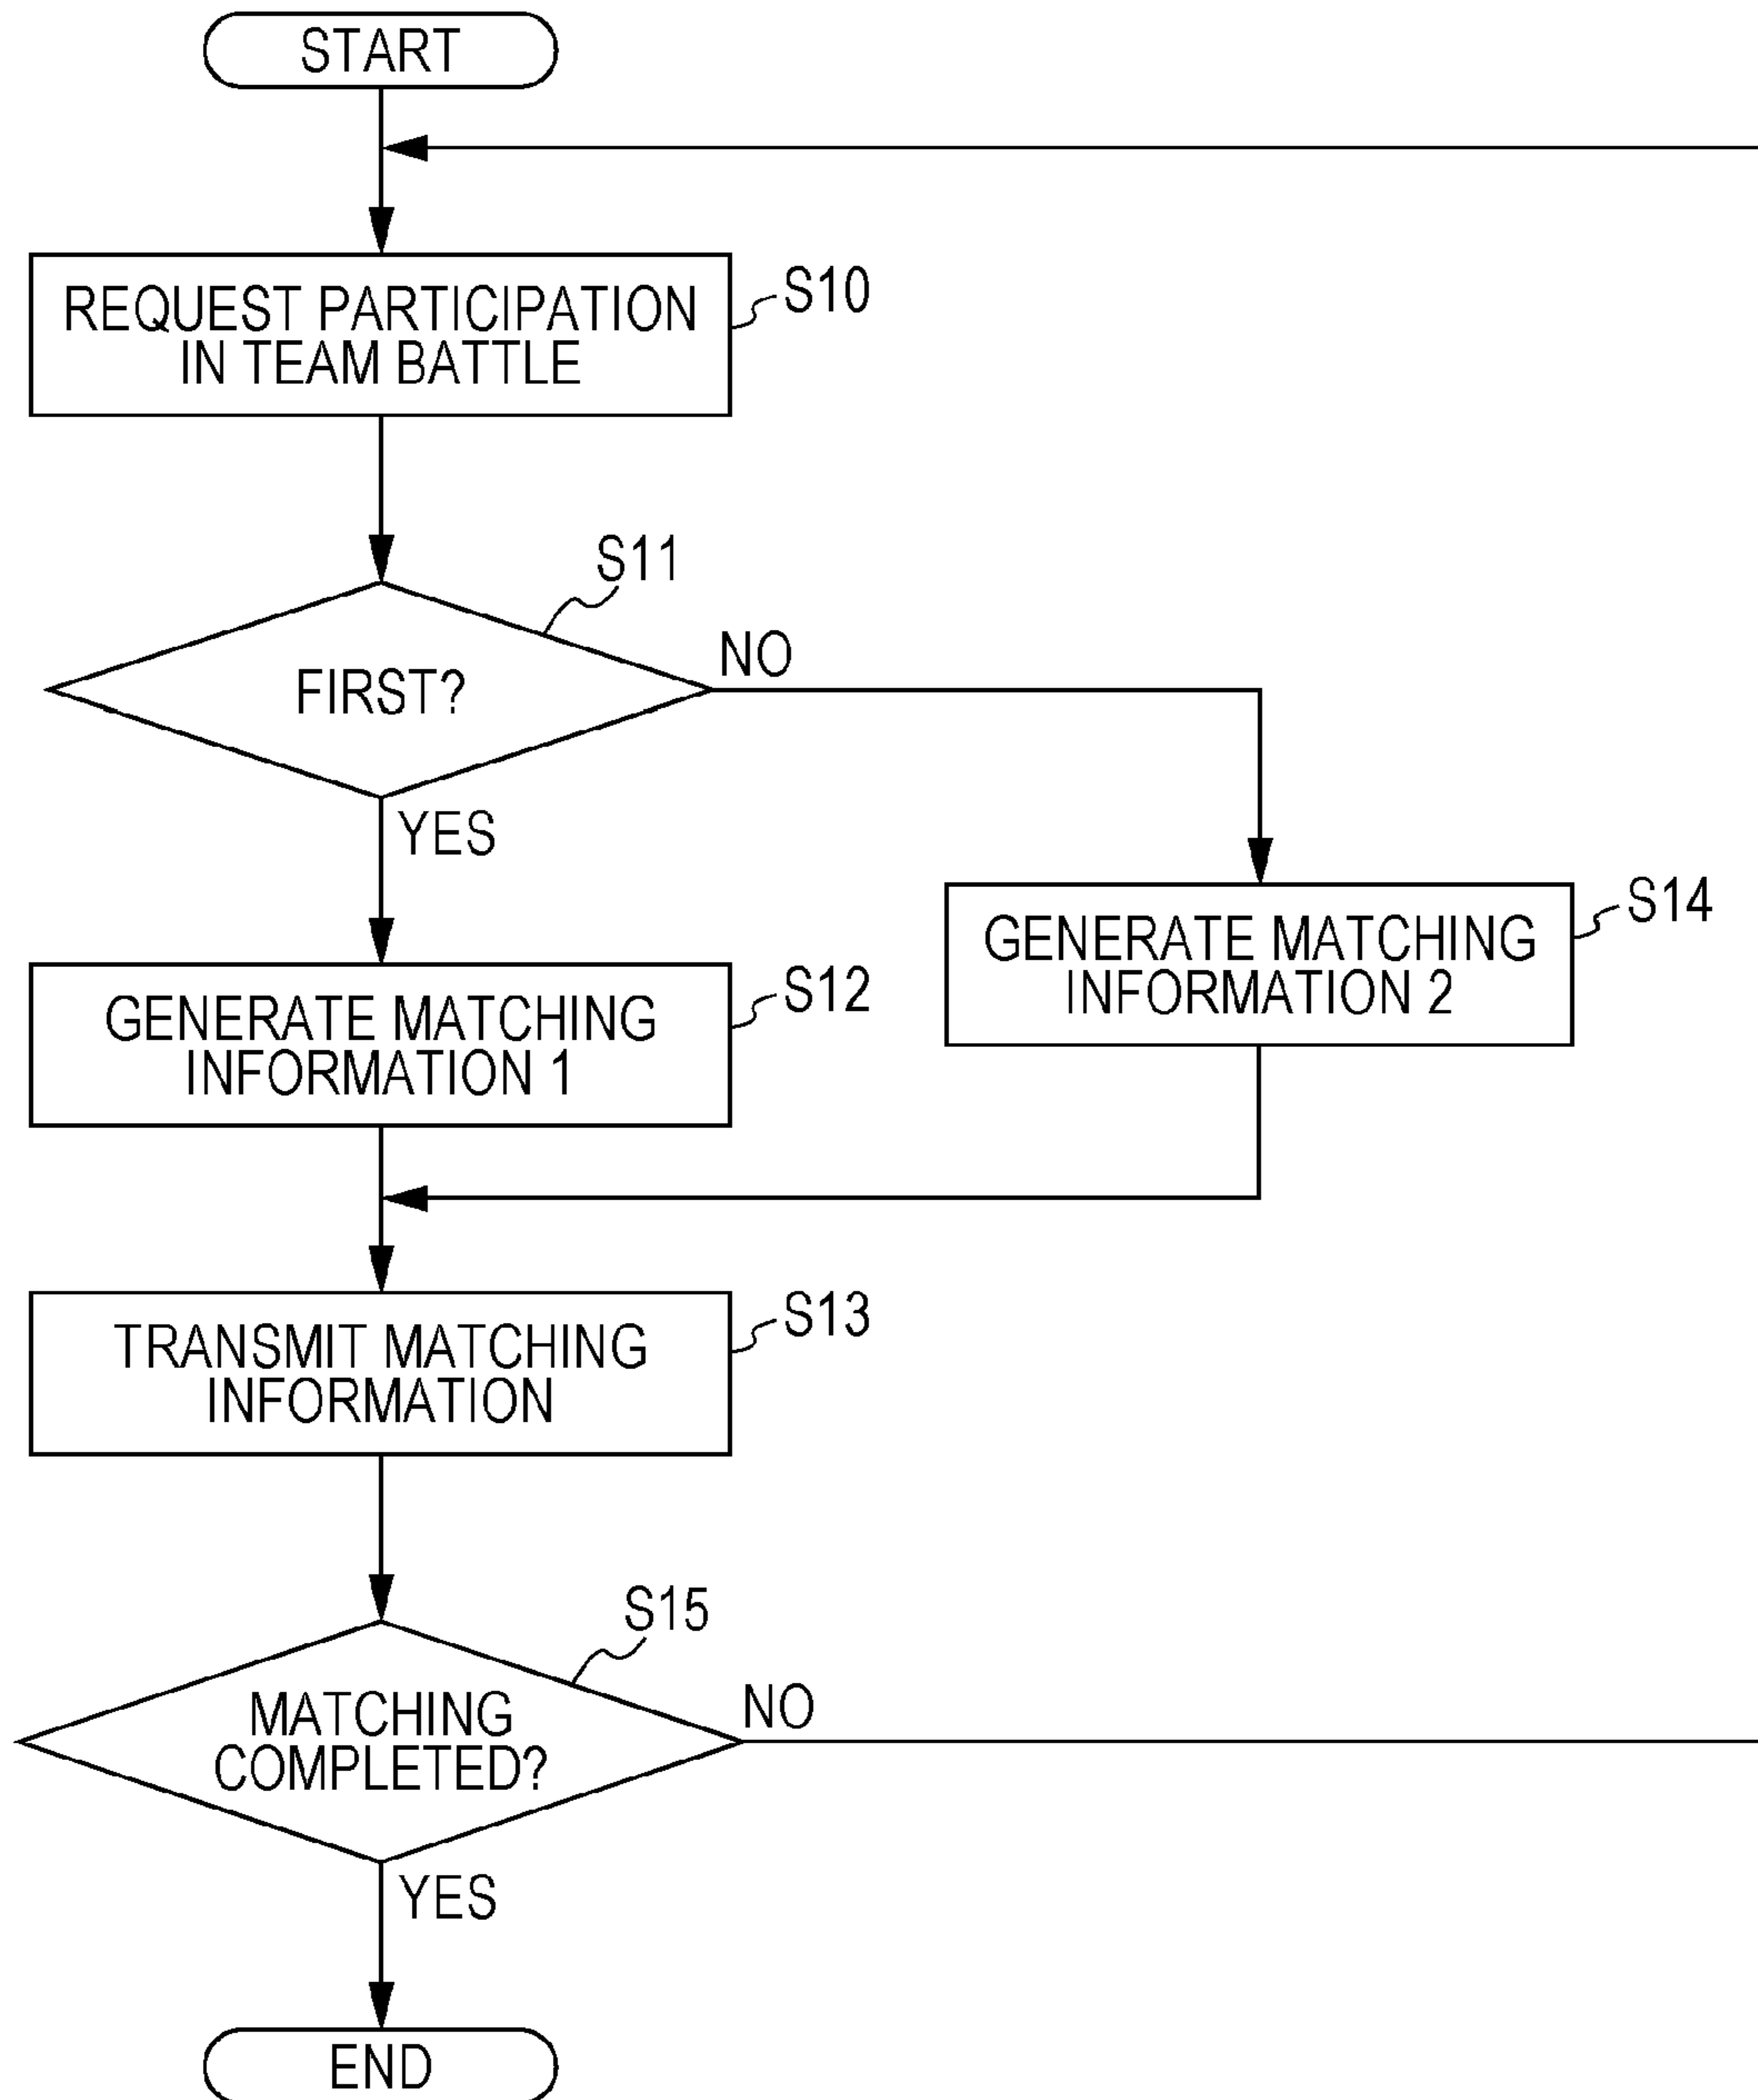 START
REQUEST PARTICIPATION
IN TEAM BATTLE
S10
S11
FIRST?
NO
YES
GENERATE MATCHING
INFORMATION 2
S14
GENERATE MATCHING
INFORMATION 1
S12
TRANSMIT MATCHING
INFORMATION
S13
S15
MATCHING
COMPLETED?
NO
YES
END